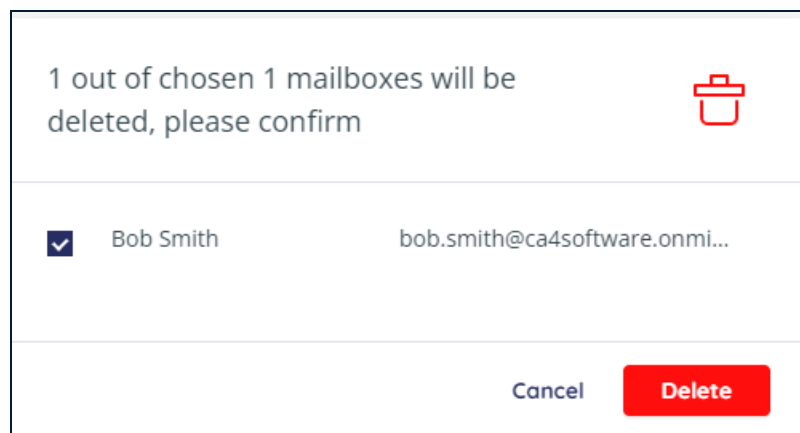 1 out of chosen 1 mailboxes will be
deleted, please confirm
Bob Smith bob.smith@ca4software.onmi...
Cancel Delete